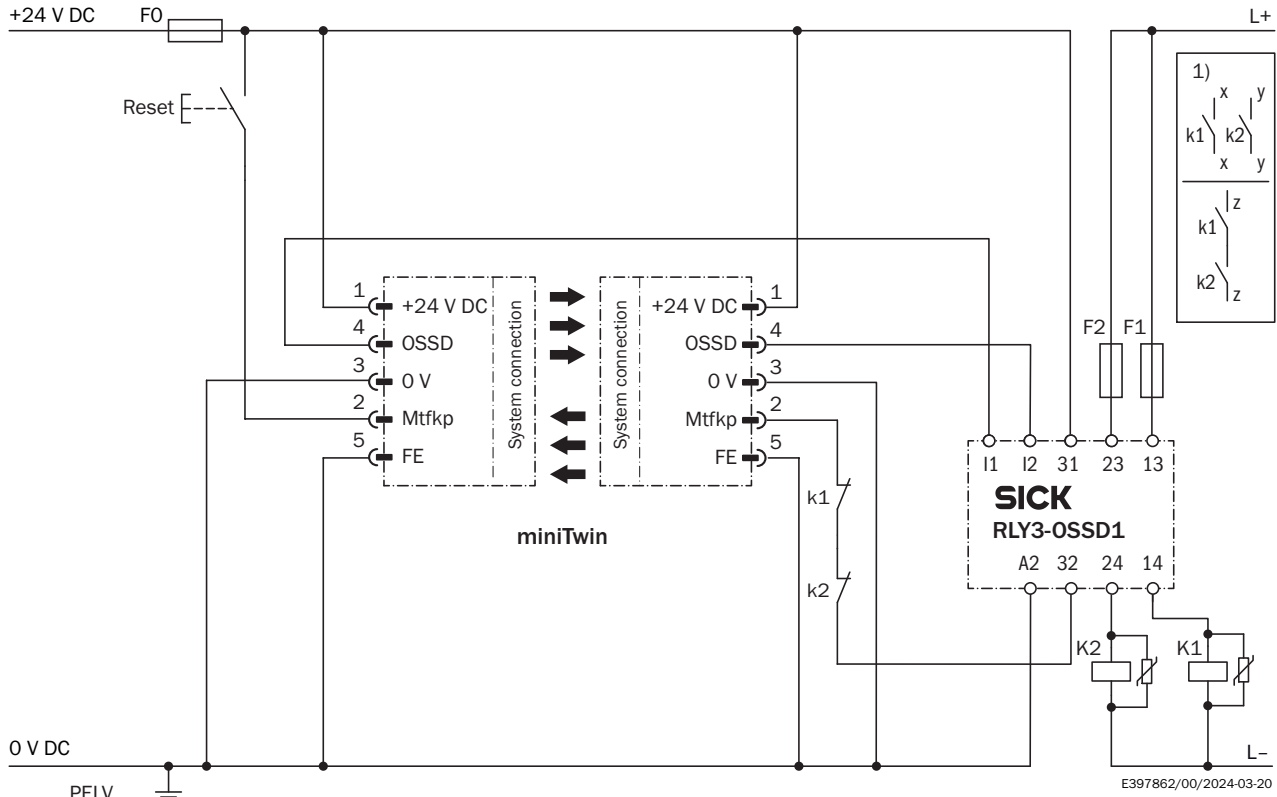 +24 V DC
F0
L+
Reset
1)
x
y
k1
k2
x
y
z
k1
k2
z
1
+24 V DC
4
OSSD
3
0 V
2
Mtfkp
5
FE
System connection
System connection
+24 V DC
1
OSSD
4
0 V
3
Mtfkp
2
FE
5
miniTwin
k1
k2
F2
F1
I1
I2
31
23
13
SICK
RLY3-OSSD1
A2
32
24
14
K2
K1
0 V DC
L–
PELV
E397862/00/2024-03-20